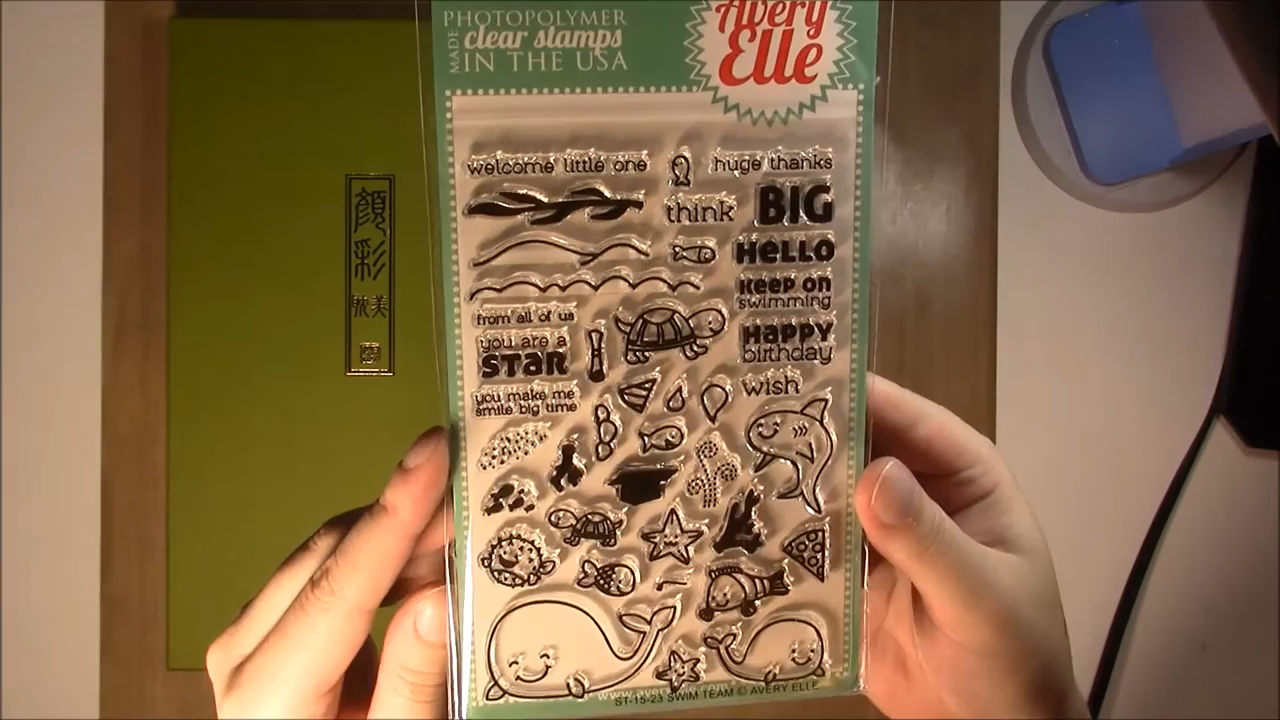 PHOTOPOLYMER
MADE clear stamps
IN THE USA
Avery
Elle
welcome little one
huge thanks
think
BIG
HELLO
keep on
swimming
from all of us
you are a
STAR
HAPPY
birthday
you make me
smile big time
wish
ST-15-23 SWIM TEAM © AVERY ELLE
顔彩
耽美